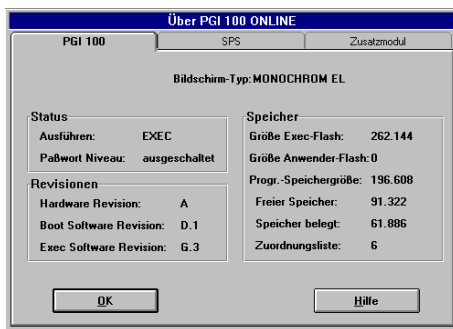 Über PGI 100 ONLINE
PGI 100 SPS Zusatzmodul
Bildschirm-Typ: MONOCHROM EL
Status
Ausführen: EXEC
Paßwort Niveau: ausgeschaltet
Revisionen
Hardware Revision: A
Boot Software Revision: D.1
Exec Software Revision: G.3
Speicher
Größe Exec-Flash: 262.144
Größe Anwender-Flash: 0
Progr.-Speichergröße: 196.608
Freier Speicher: 91.322
Speicher belegt: 61.886
Zuordnungsliste: 6
OK Hilfe